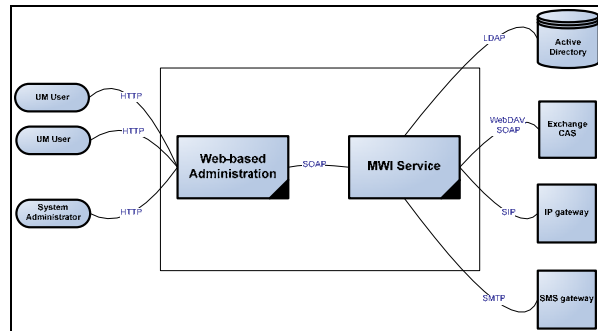 LDAP
Active
Directory
UM User
HTTP
UM User
HTTP
System
Administrator
HTTP
Web-based
Administration
SOAP
MWI Service
WebDAV
SOAP
Exchange
CAS
SIP
IP gateway
SMTP
SMS gateway